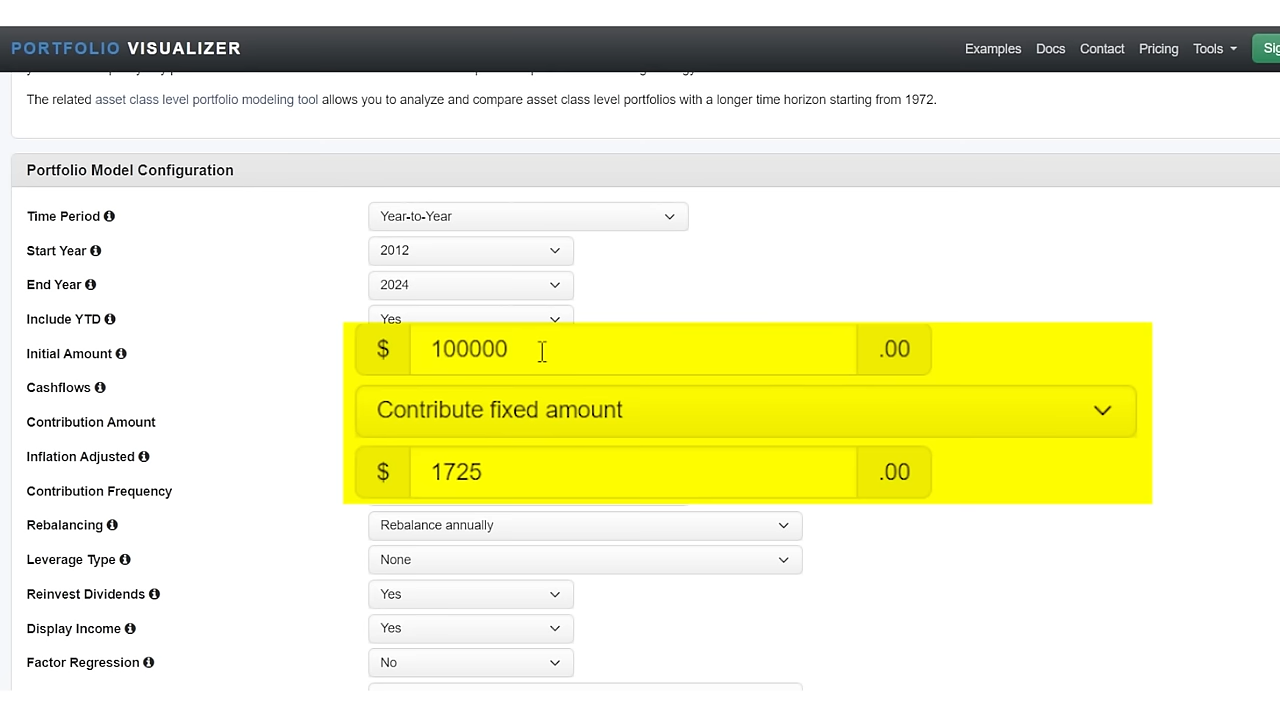 PORTFOLIO VISUALIZER
Examples Docs Contact Pricing Tools
The related asset class level portfolio modeling tool allows you to analyze and compare asset class level portfolios with a longer time horizon starting from 1972.
Portfolio Model Configuration
Time Period Year-to-Year
Start Year 2012
End Year 2024
Include YTD Yes
Initial Amount $ 100000 .00
Cashflows Contribute fixed amount
Contribution Amount $ 1725 .00
Inflation Adjusted
Contribution Frequency
Rebalancing Rebalance annually
Leverage Type None
Reinvest Dividends Yes
Display Income Yes
Factor Regression No